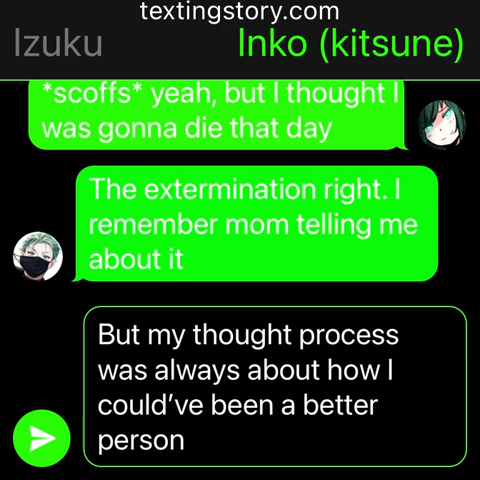 textingstory.com
Izuku
Inko (kitsune)
*scoffs* yeah, but I thought I
was gonna die that day
The extermination right. I
remember mom telling me
about it
But my thought process
was always about how I
could’ve been a better
person